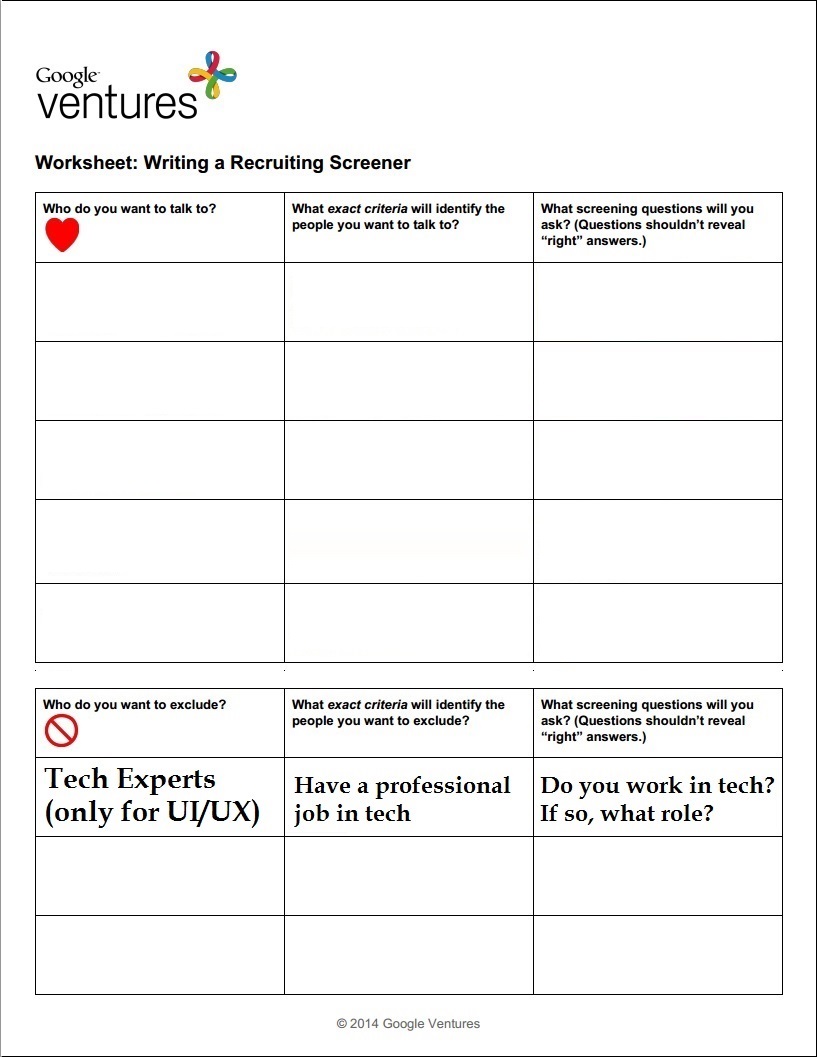 Google
ventures
Worksheet: Writing a Recruiting Screener
Who do you want to talk to?
What exact criteria will identify the
people you want to talk to?
What screening questions will you
ask? (Questions shouldn’t reveal
“right” answers.)
Who do you want to exclude?
What exact criteria will identify the
people you want to exclude?
What screening questions will you
ask? (Questions shouldn’t reveal
“right” answers.)
Tech Experts
(only for UI/UX)
Have a professional
job in tech
Do you work in tech?
If so, what role?
© 2014 Google Ventures